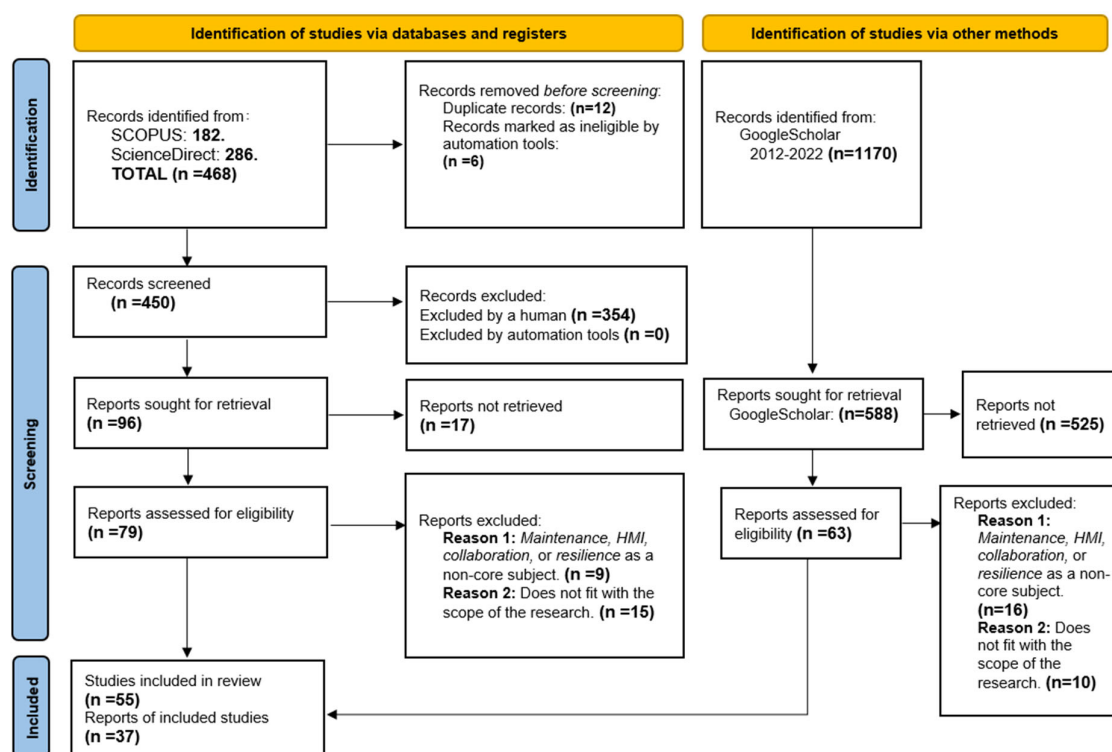 Identification of studies via databases and registers
Identification of studies via other methods
Identification
Records identified from:
SCOPUS: 182.
ScienceDirect: 286.
TOTAL (n =468)
Records removed before screening:
Duplicate records: (n=12)
Records marked as ineligible by
automation tools:
(n =6)
Records identified from:
GoogleScholar
2012-2022 (n=1170)
Screening
Records screened
(n =450)
Records excluded:
Excluded by a human (n =354)
Excluded by automation tools (n =0)
Reports sought for retrieval
(n =96)
Reports not retrieved
(n =17)
Reports sought for retrieval
GoogleScholar: (n=588)
Reports not
retrieved (n =525)
Reports assessed for eligibility
(n =79)
Reports excluded:
Reason 1: Maintenance, HMI,
collaboration, or resilience as a
non-core subject. (n =9)
Reason 2: Does not fit with the
scope of the research. (n =15)
Reports assessed for
eligibility (n =63)
Reports excluded:
Reason 1:
Maintenance, HMI,
collaboration, or
resilience as a non-
core subject.
(n=16)
Reason 2: Does
not fit with the
scope of the
research. (n=10)
Included
Studies included in review
(n =55)
Reports of included studies
(n =37)